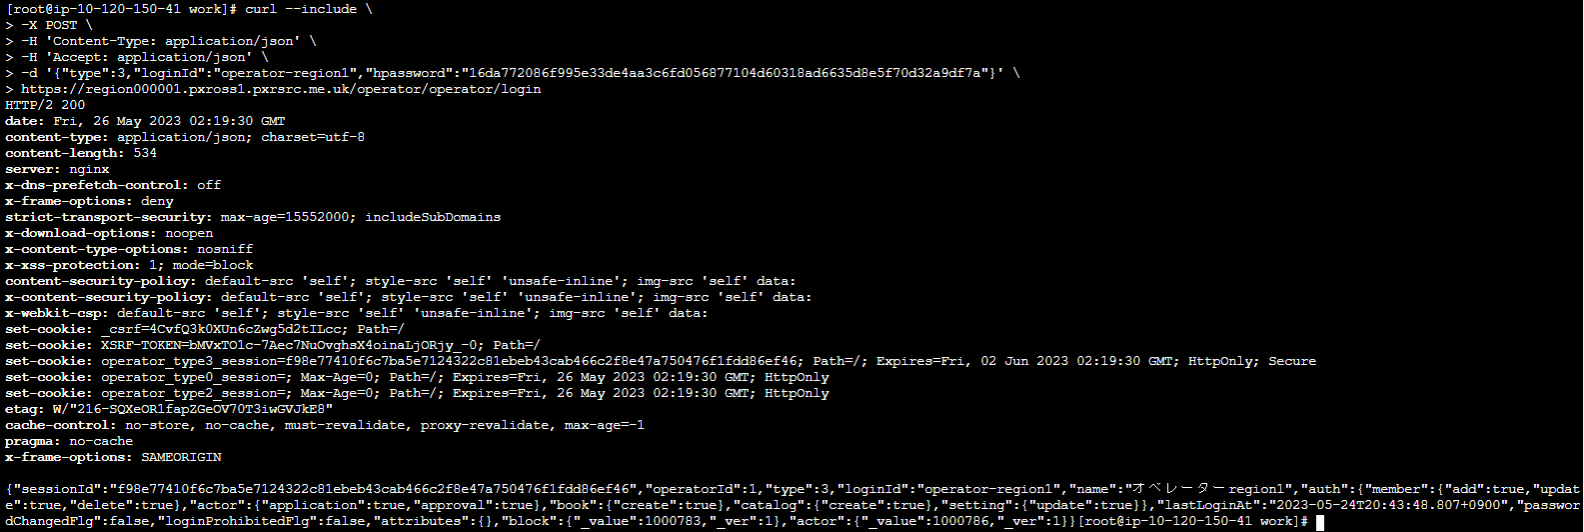 [root@ip-10-120-150-41 work]# curl --include \
> -X POST \
> -H 'Content-Type: application/json' \
> -H 'Accept: application/json' \
> -d '{"type":3,"loginId":"operator-region1","hpassword":"16da772086f995e33de4aa3c6fd056877104d60318ad6635d8e5f70d32a9df7a"}' \
> https://region000001.pxross1.pxrsrc.me.uk/operator/operator/login
HTTP/2 200
date: Fri, 26 May 2023 02:19:30 GMT
content-type: application/json; charset=utf-8
content-length: 534
server: nginx
x-dns-prefetch-control: off
x-frame-options: deny
strict-transport-security: max-age=15552000; includeSubDomains
x-download-options: noopen
x-content-type-options: nosniff
x-xss-protection: 1; mode=block
content-security-policy: default-src 'self'; style-src 'self' 'unsafe-inline'; img-src 'self' data:
x-content-security-policy: default-src 'self'; style-src 'self' 'unsafe-inline'; img-src 'self' data:
x-webkit-csp: default-src 'self'; style-src 'self' 'unsafe-inline'; img-src 'self' data:
set-cookie: _csrf=4CvfQ3k0XUn6cZwg5d2tILcc; Path=/
set-cookie: XSRF-TOKEN=bMVxTO1c-7Aec7NuOvghsX4oinaLjORjy_-0; Path=/
set-cookie: operator_type3_session=f98e77410f6c7ba5e7124322c81ebeb43cab466c2f8e47a750476f1fdd86ef46; Path=/; Expires=Fri, 02 Jun 2023 02:19:30 GMT; HttpOnly; Secure
set-cookie: operator_type0_session=; Max-Age=0; Path=/; Expires=Fri, 26 May 2023 02:19:30 GMT; HttpOnly
set-cookie: operator_type2_session=; Max-Age=0; Path=/; Expires=Fri, 26 May 2023 02:19:30 GMT; HttpOnly
etag: W/"216-SQXeOR1fapZGeOV70T3iwGVJkE8"
cache-control: no-store, no-cache, must-revalidate, proxy-revalidate, max-age=-1
pragma: no-cache
x-frame-options: SAMEORIGIN
{"sessionId":"f98e77410f6c7ba5e7124322c81ebeb43cab466c2f8e47a750476f1fdd86ef46","operatorId":1,"type":3,"loginId":"operator-region1","name":"オペレーターregion1","auth":{"member":{"add":true,"updat
e":true,"delete":true},"actor":{"application":true,"approval":true},"book":{"create":true},"catalog":{"create":true},"setting":{"update":true}},"lastLoginAt":"2023-05-24T20:43:48.807+0900","passwor
dChangedFlg":false,"loginProhibitedFlg":false,"attributes":{},"block":{"_value":1000783,"_ver":1},"actor":{"_value":1000786,"_ver":1}}[root@ip-10-120-150-41 work]#